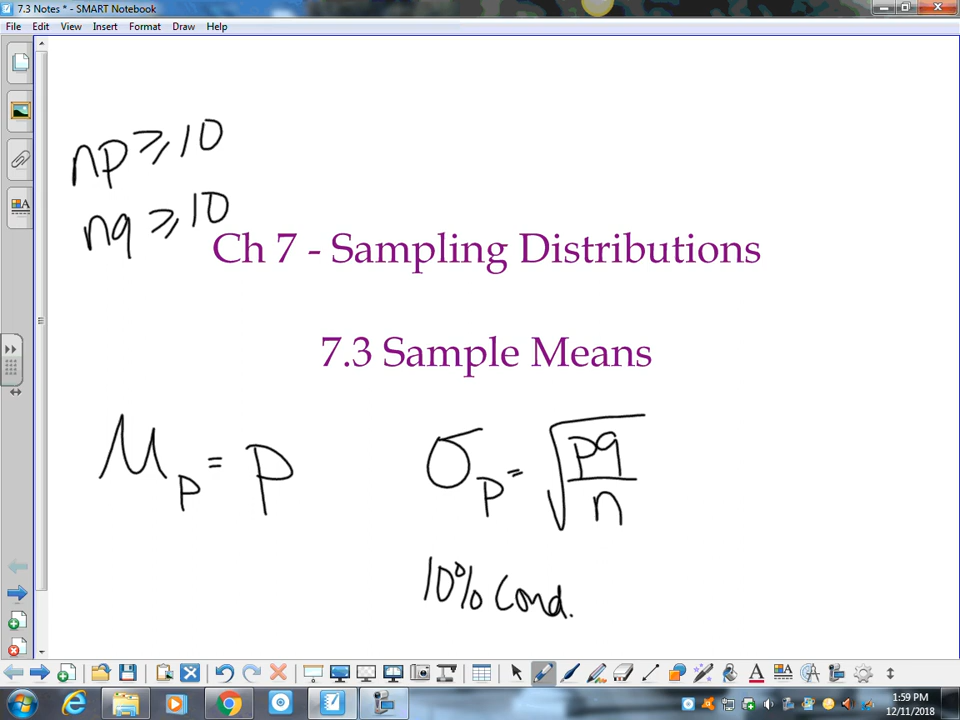 7.3 Notes * - SMART Notebook
File Edit View Insert Format Draw Help
np ≥ 10
nq ≥ 10
Ch 7 - Sampling Distributions
7.3 Sample Means
μp = p
σp = √(pq/n)
10% Cond.
1:59 PM
12/11/2018